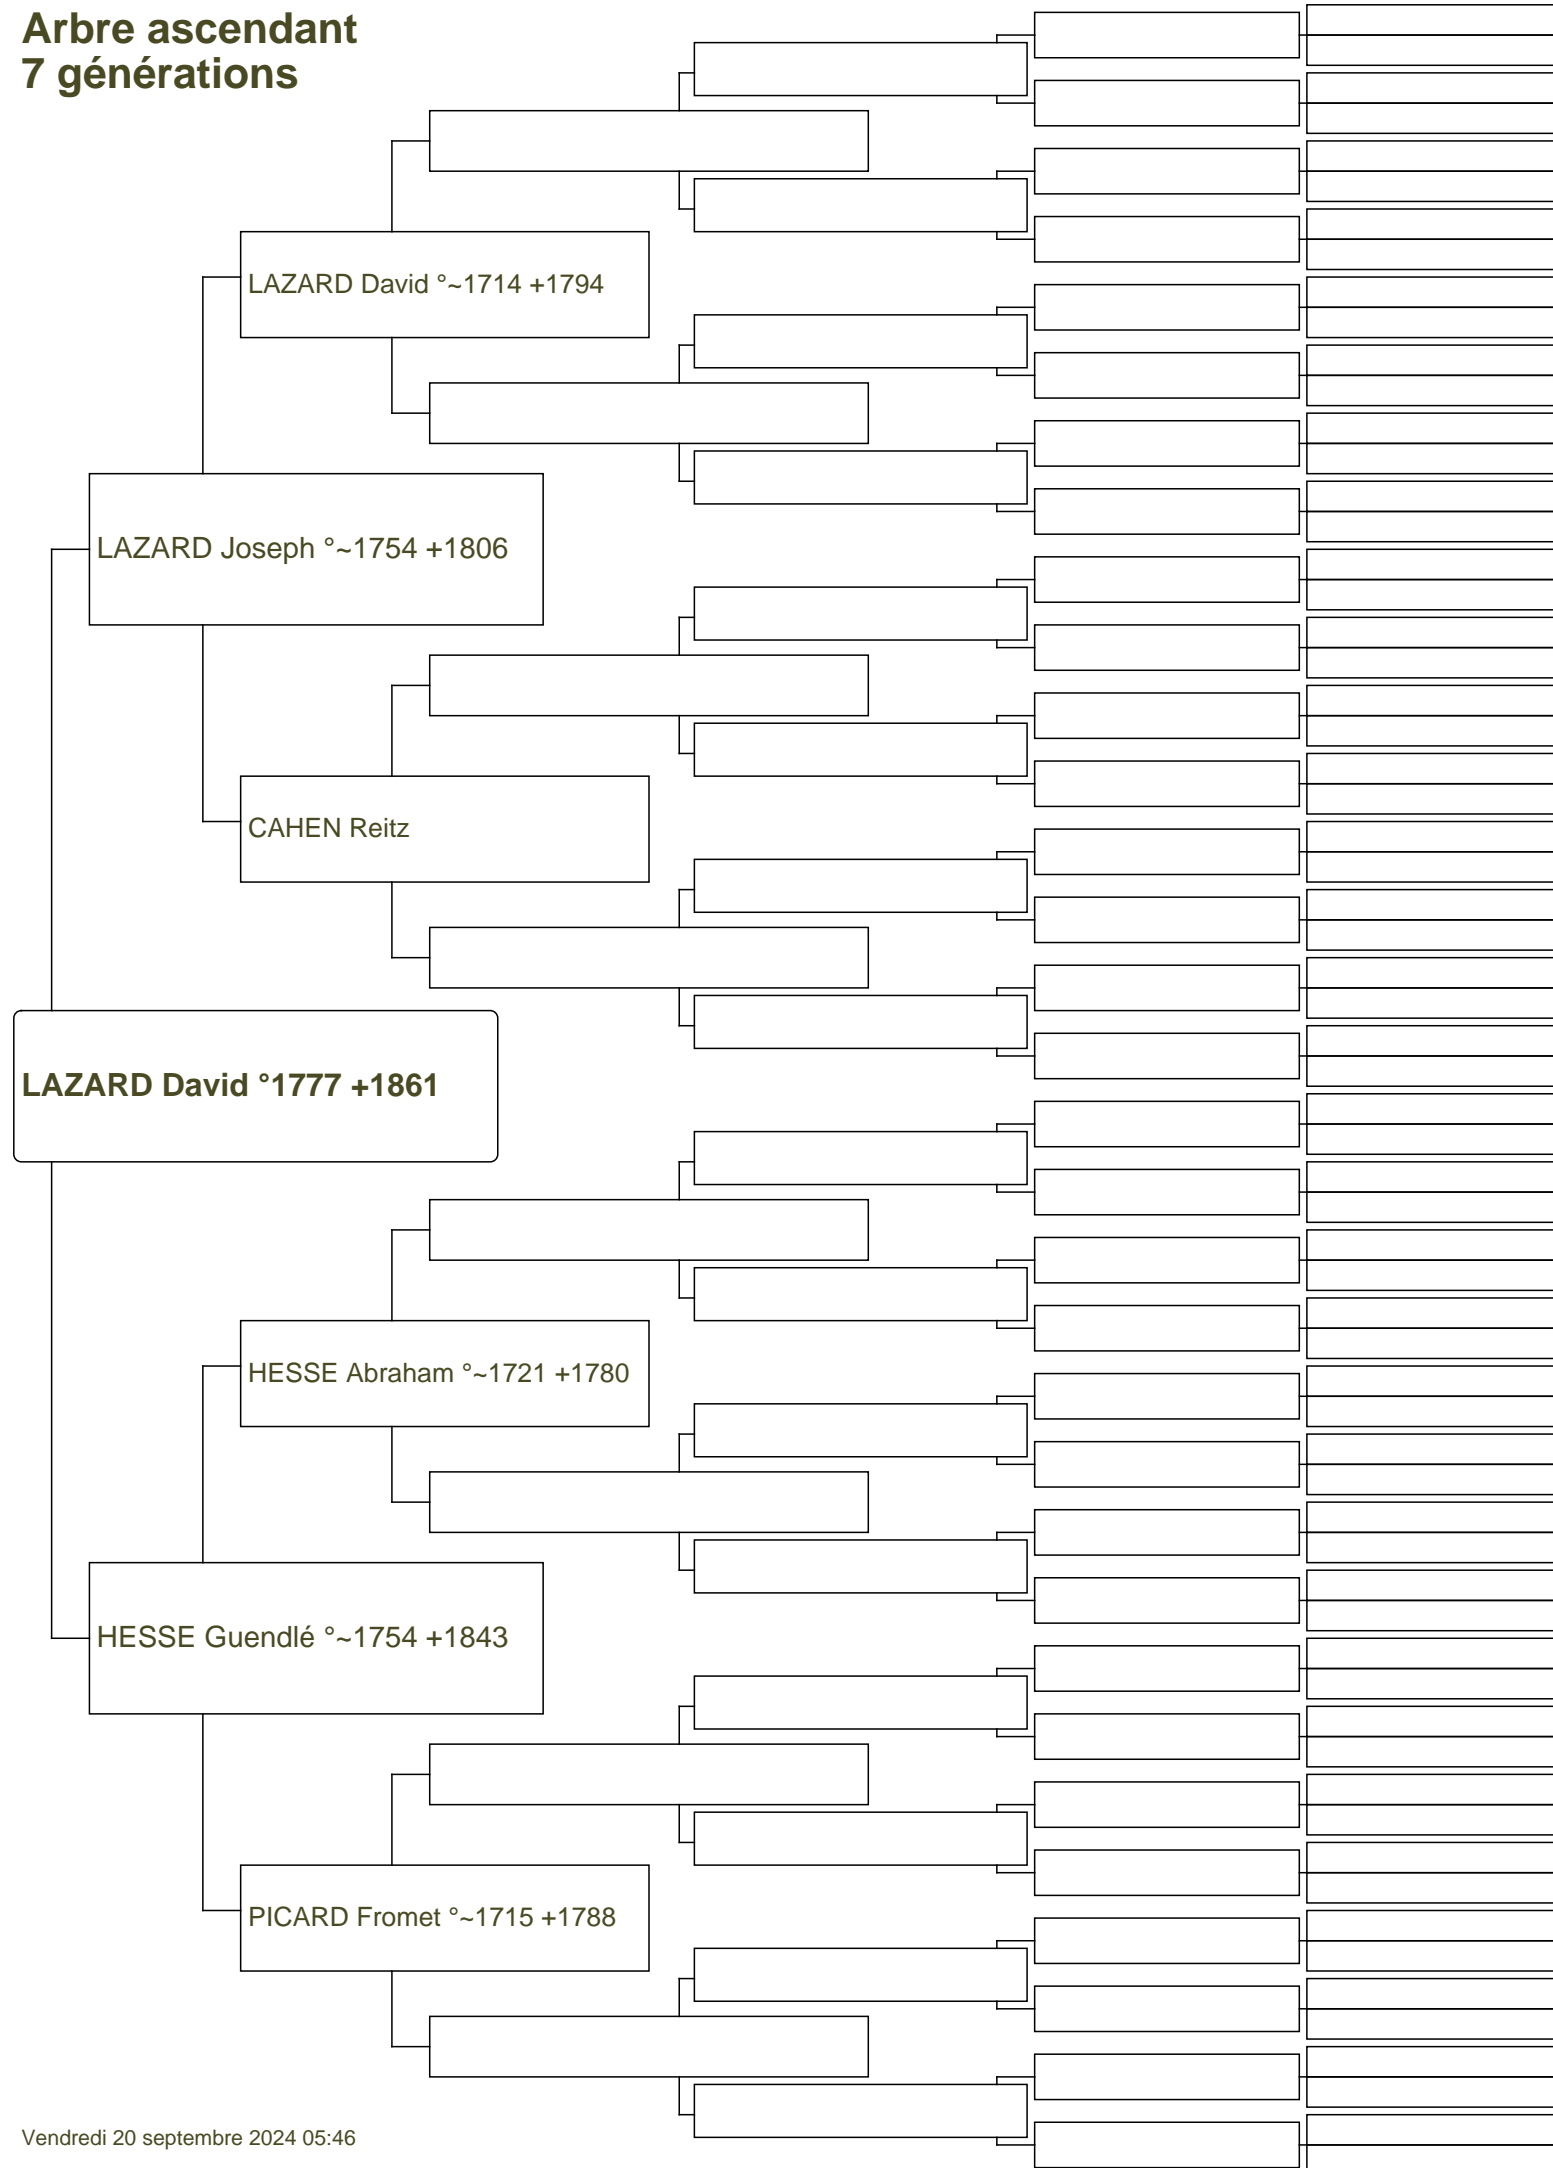 Arbre ascendant
7 générations
LAZARD David °~1714 +1794
LAZARD Joseph °~1754 +1806
CAHEN Reitz
LAZARD David °1777 +1861
HESSE Abraham °~1721 +1780
HESSE Guendlé °~1754 +1843
PICARD Fromet °~1715 +1788
Vendredi 20 septembre 2024 05:46